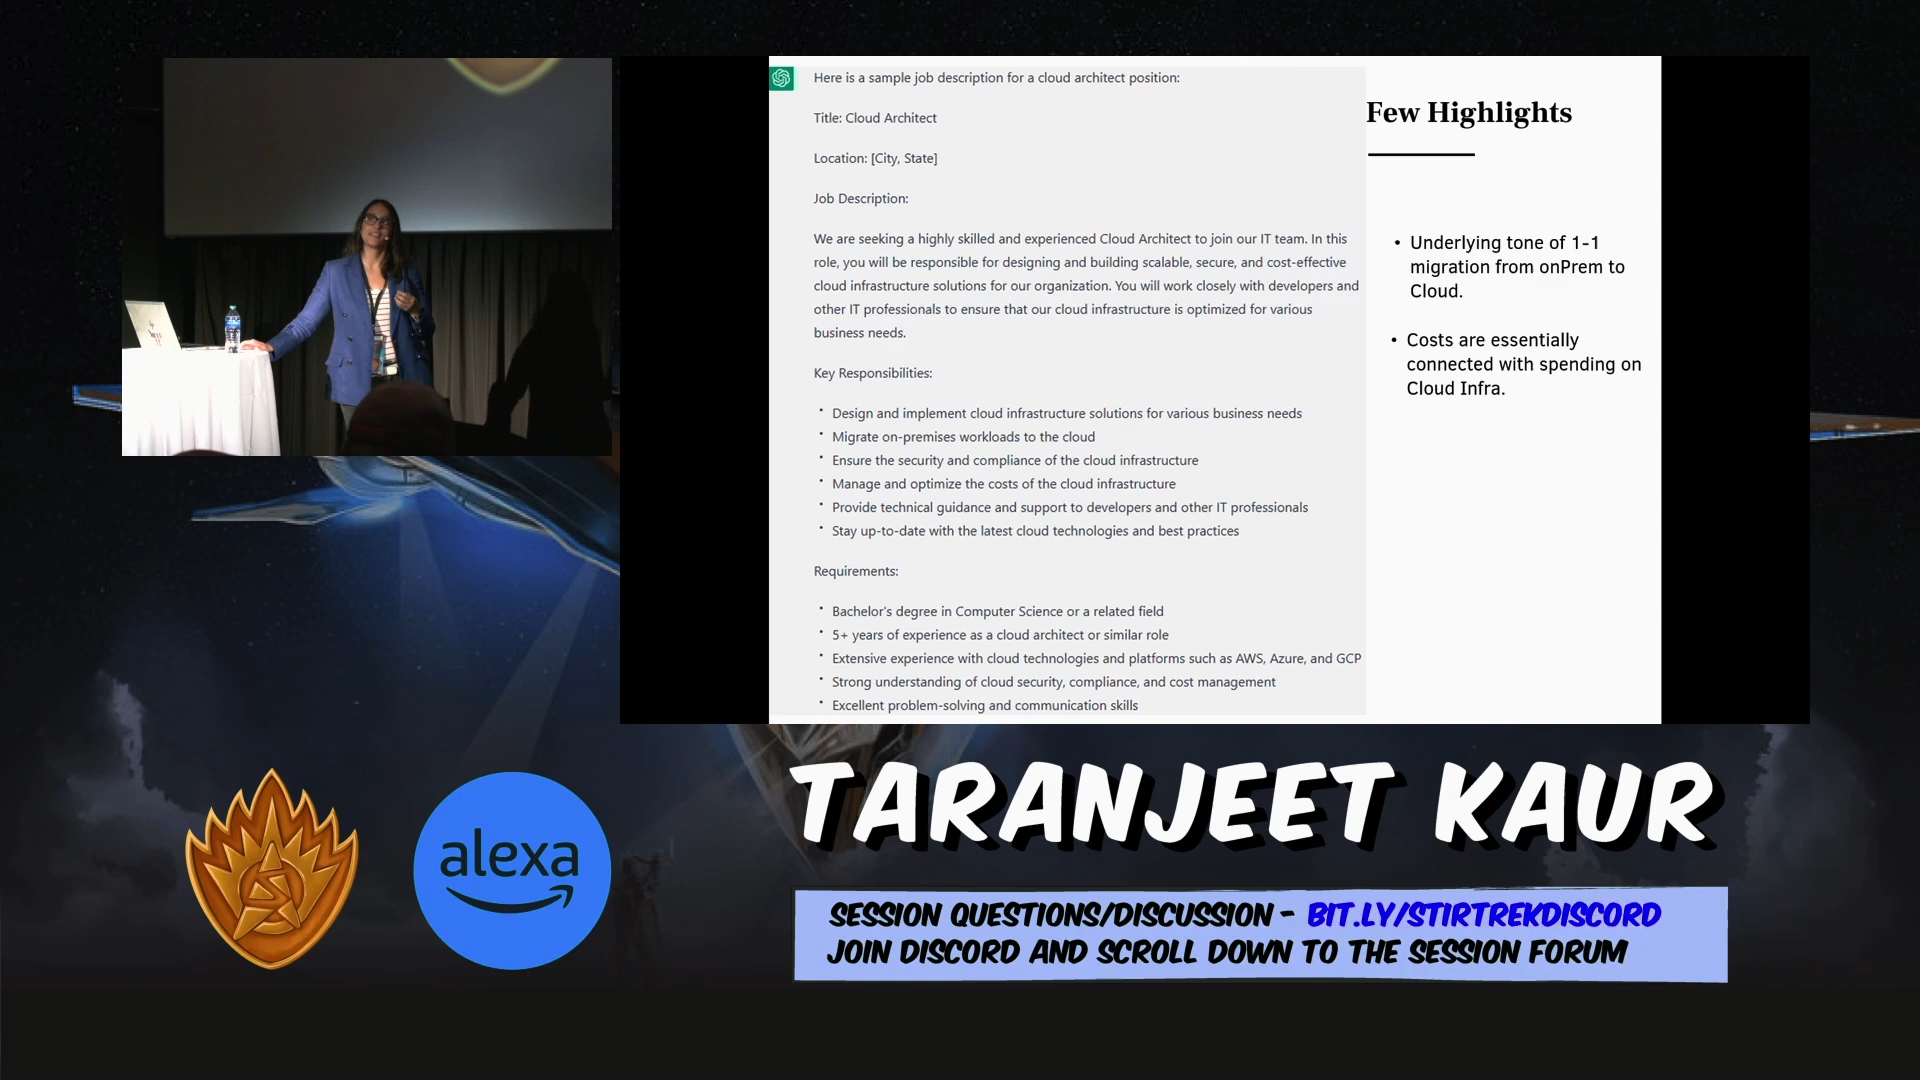 Here is a sample job description for a cloud architect position:
Title: Cloud Architect
Location: [City, State]
Job Description:
We are seeking a highly skilled and experienced Cloud Architect to join our IT team. In this
role, you will be responsible for designing and building scalable, secure, and cost-effective
cloud infrastructure solutions for our organization. You will work closely with developers and
other IT professionals to ensure that our cloud infrastructure is optimized for various
business needs.
Key Responsibilities:
• Design and implement cloud infrastructure solutions for various business needs
• Migrate on-premises workloads to the cloud
• Ensure the security and compliance of the cloud infrastructure
• Manage and optimize the costs of the cloud infrastructure
• Provide technical guidance and support to developers and other IT professionals
• Stay up-to-date with the latest cloud technologies and best practices
Requirements:
• Bachelor's degree in Computer Science or a related field
• 5+ years of experience as a cloud architect or similar role
• Extensive experience with cloud technologies and platforms such as AWS, Azure, and GCP
• Strong understanding of cloud security, compliance, and cost management
• Excellent problem-solving and communication skills
Few Highlights
• Underlying tone of 1-1
migration from onPrem to
Cloud.
• Costs are essentially
connected with spending on
Cloud Infra.
alexa
TARANJEET KAUR
SESSION QUESTIONS/DISCUSSION - BIT.LY/STIRTREKDISCORD
JOIN DISCORD AND SCROLL DOWN TO THE SESSION FORUM